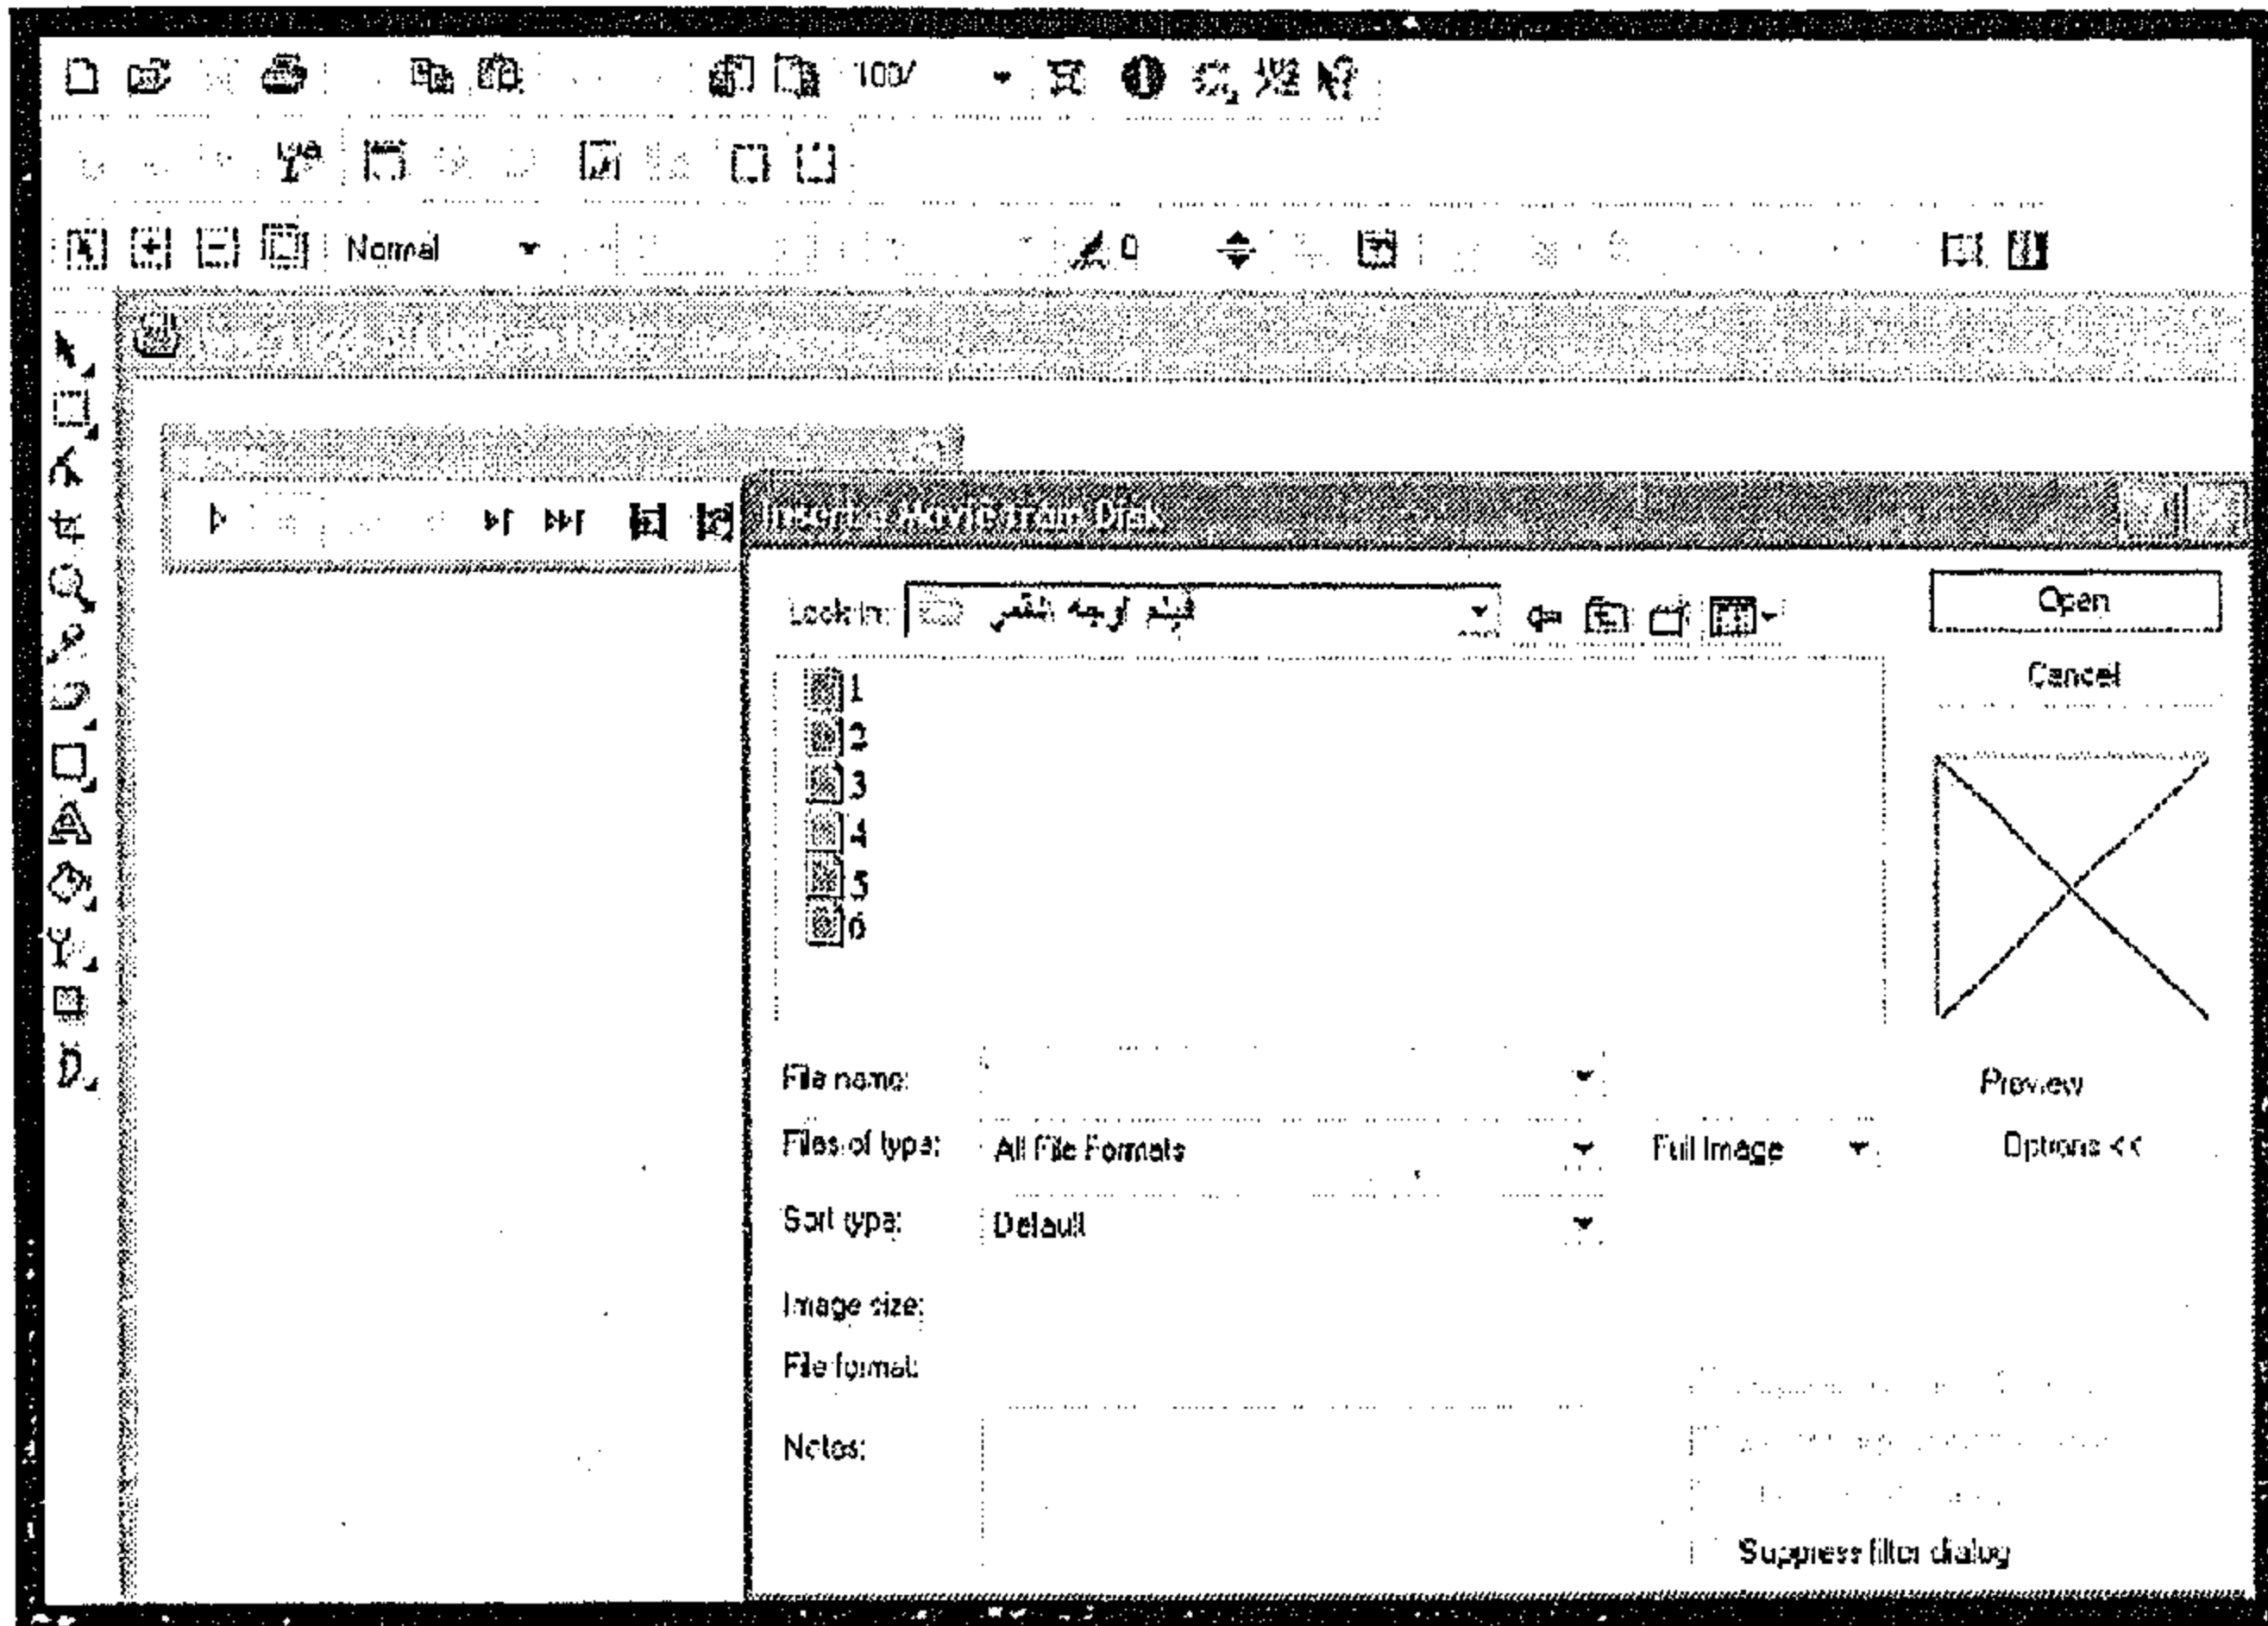 100%
Normal
0
Insert a Movie from Disk
Look in: فيلم أوجه القمر
Open
Cancel
1
2
3
4
5
6
File name:
Preview
Files of type: All File Formats Full Image Options <<
Sort type: Default
Image size:
File format:
Notes:
Suppress filter dialog